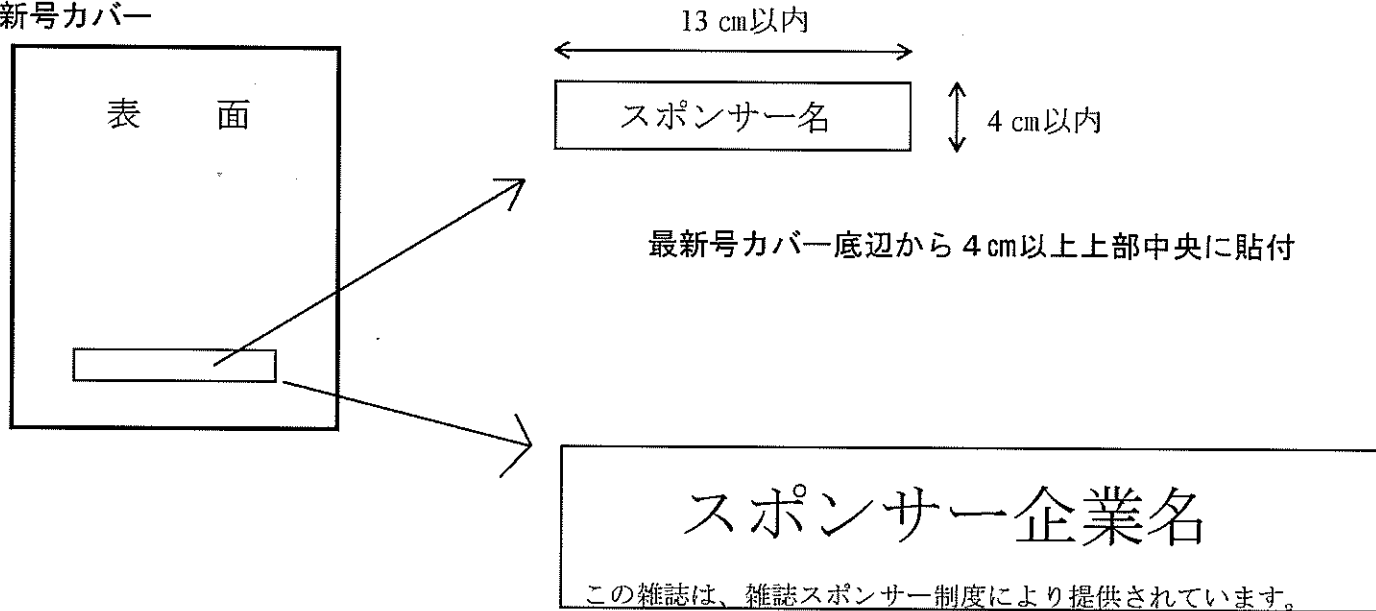 新号カバー
表 面
13 ㎝以内
スポンサー名
4 ㎝以内
最新号カバー底辺から4㎝以上上部中央に貼付
スポンサー企業名
この雑誌は、雑誌スポンサー制度により提供されています。